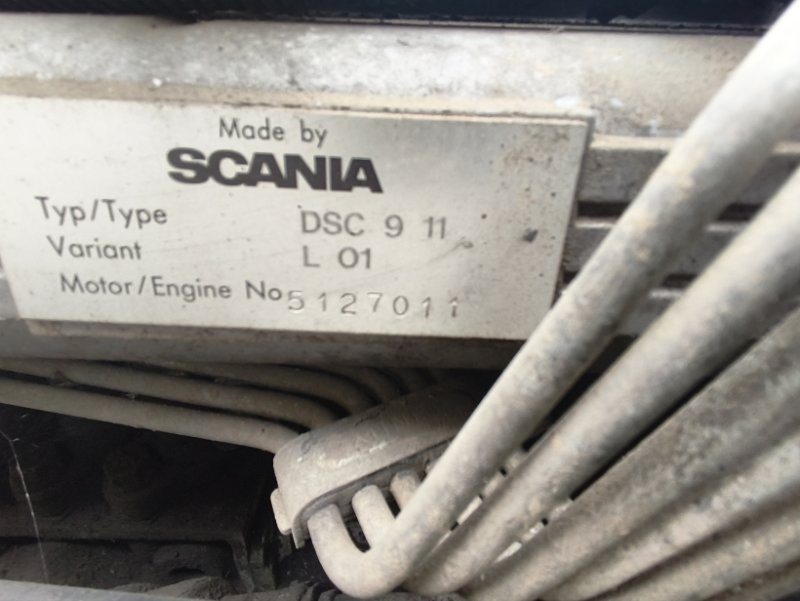 Made by
SCANIA
Typ/Type DSC 9 11
Variant L 01
Motor/Engine No 5127011